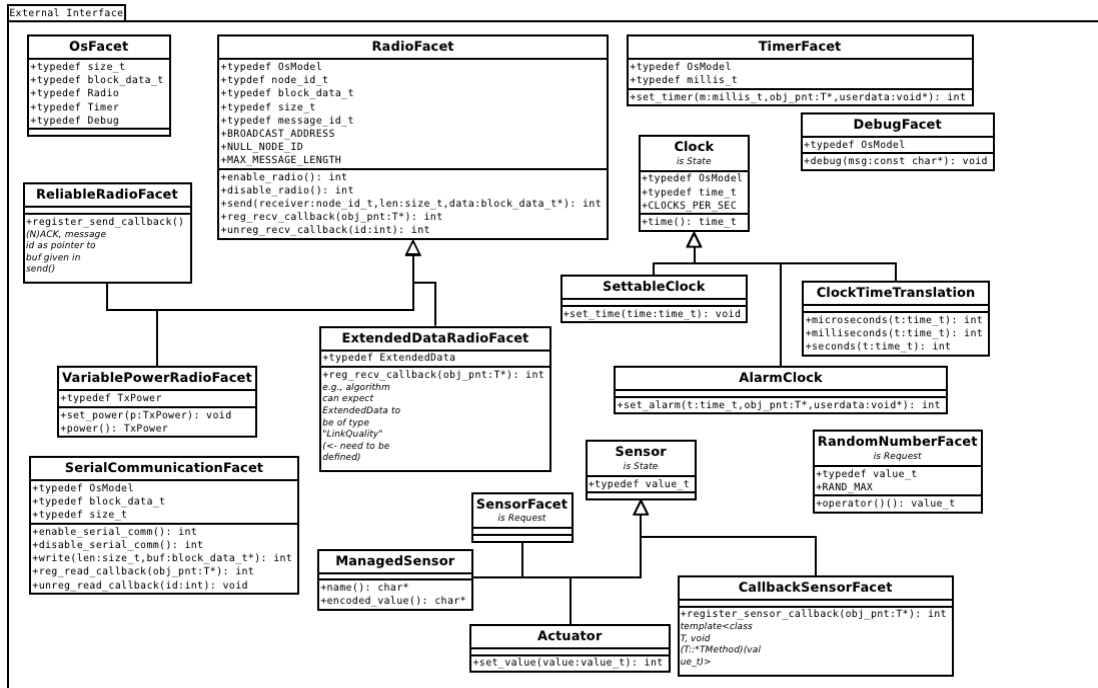 External Interface
OsFacet
+typedef size_t
+typedef block_data_t
+typedef Radio
+typedef Timer
+typedef Debug
RadioFacet
+typedef OsModel
+typdef node_id_t
+typedef block_data_t
+typedef size_t
+typedef message_id_t
+BROADCAST_ADDRESS
+NULL_NODE_ID
+MAX_MESSAGE_LENGTH
+enable_radio(): int
+disable_radio(): int
+send(receiver:node_id_t,len:size_t,data:block_data_t*): int
+reg_recv_callback(obj_pnt:T*): int
+unreg_recv_callback(id:int): int
TimerFacet
+typedef OsModel
+typedef millis_t
+set_timer(m:millis_t,obj_pnt:T*,userdata:void*): int
DebugFacet
+typedef OsModel
+debug(msg:const char*): void
Clock
is State
+typedef OsModel
+typedef time_t
+CLOCKS_PER_SEC
+time(): time_t
ReliableRadioFacet
+register_send_callback()
(N)ACK, message
id as pointer to
buf given in
send()
SettableClock
+set_time(time:time_t): void
ClockTimeTranslation
+microseconds(t:time_t): int
+milliseconds(t:time_t): int
+seconds(t:time_t): int
ExtendedDataRadioFacet
+typedef ExtendedData
+reg_recv_callback(obj_pnt:T*): int
e.g., algorithm
can expect
ExtendedData to
be of type
"LinkQuality"
(<- need to be
defined)
VariablePowerRadioFacet
+typedef TxPower
+set_power(p:TxPower): void
+power(): TxPower
AlarmClock
+set_alarm(t:time_t,obj_pnt:T*,userdata:void*): int
RandomNumberFacet
is Request
+typedef value_t
+RAND_MAX
+operator()(): value_t
Sensor
is State
+typedef value_t
SerialCommunicationFacet
+typedef OsModel
+typedef block_data_t
+typedef size_t
+enable_serial_comm(): int
+disable_serial_comm(): int
+write(len:size_t,buf:block_data_t*): int
+reg_read_callback(obj_pnt:T*): int
+unreg_read_callback(id:int): void
SensorFacet
is Request
ManagedSensor
+name(): char*
+encoded_value(): char*
CallbackSensorFacet
+register_sensor_callback(obj_pnt:T*): int
template<class
T, void
(T::*TMethod)(val
ue_t)>
Actuator
+set_value(value:value_t): int